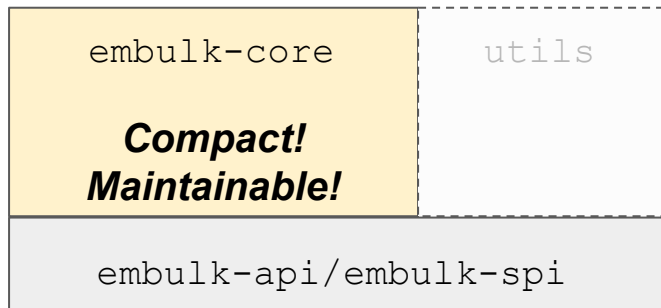 embulk-core
utils
Compact!
Maintainable!
embulk-api/embulk-spi